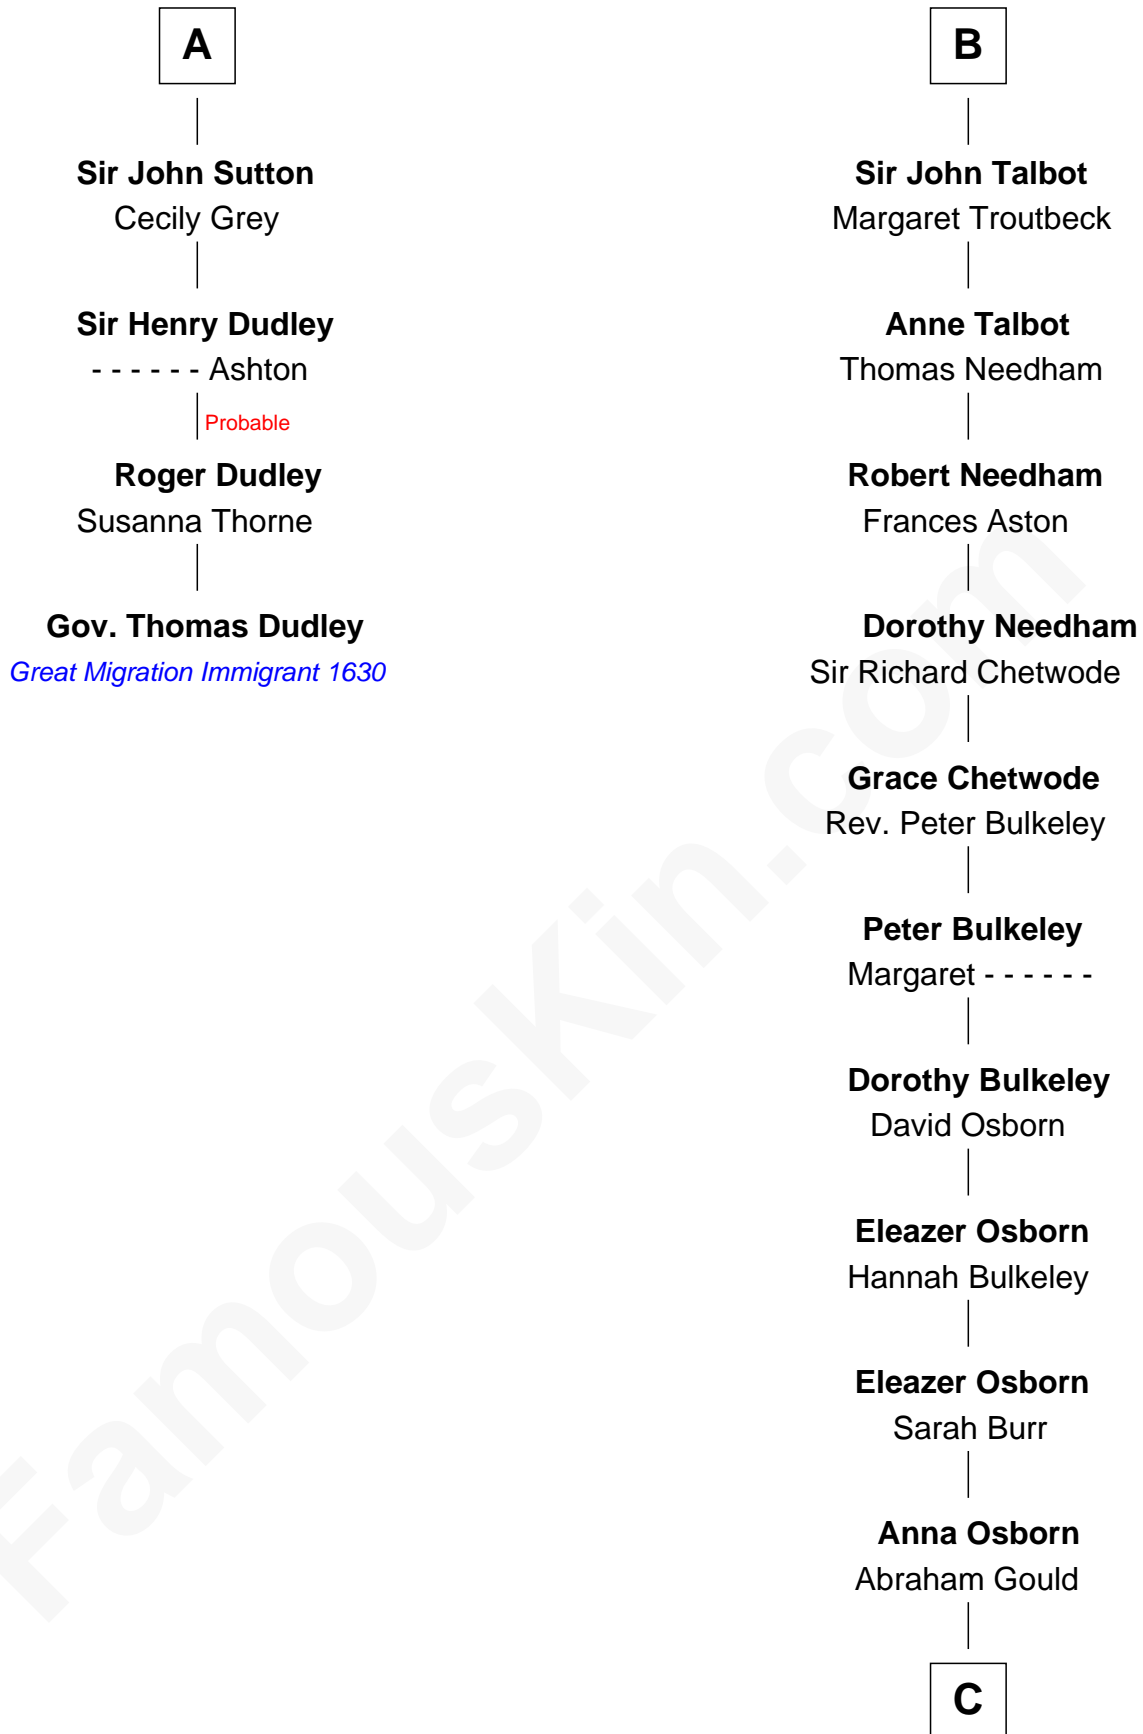 A
Sir John Sutton
Cecily Grey
Sir Henry Dudley
- - - - - - Ashton
Probable
Roger Dudley
Susanna Thorne
Gov. Thomas Dudley
Great Migration Immigrant 1630
B
Sir John Talbot
Margaret Troutbeck
Anne Talbot
Thomas Needham
Robert Needham
Frances Aston
Dorothy Needham
Sir Richard Chetwode
Grace Chetwode
Rev. Peter Bulkeley
Peter Bulkeley
Margaret - - - - - -
Dorothy Bulkeley
David Osborn
Eleazer Osborn
Hannah Bulkeley
Eleazer Osborn
Sarah Burr
Anna Osborn
Abraham Gould
C
FamousKin.com